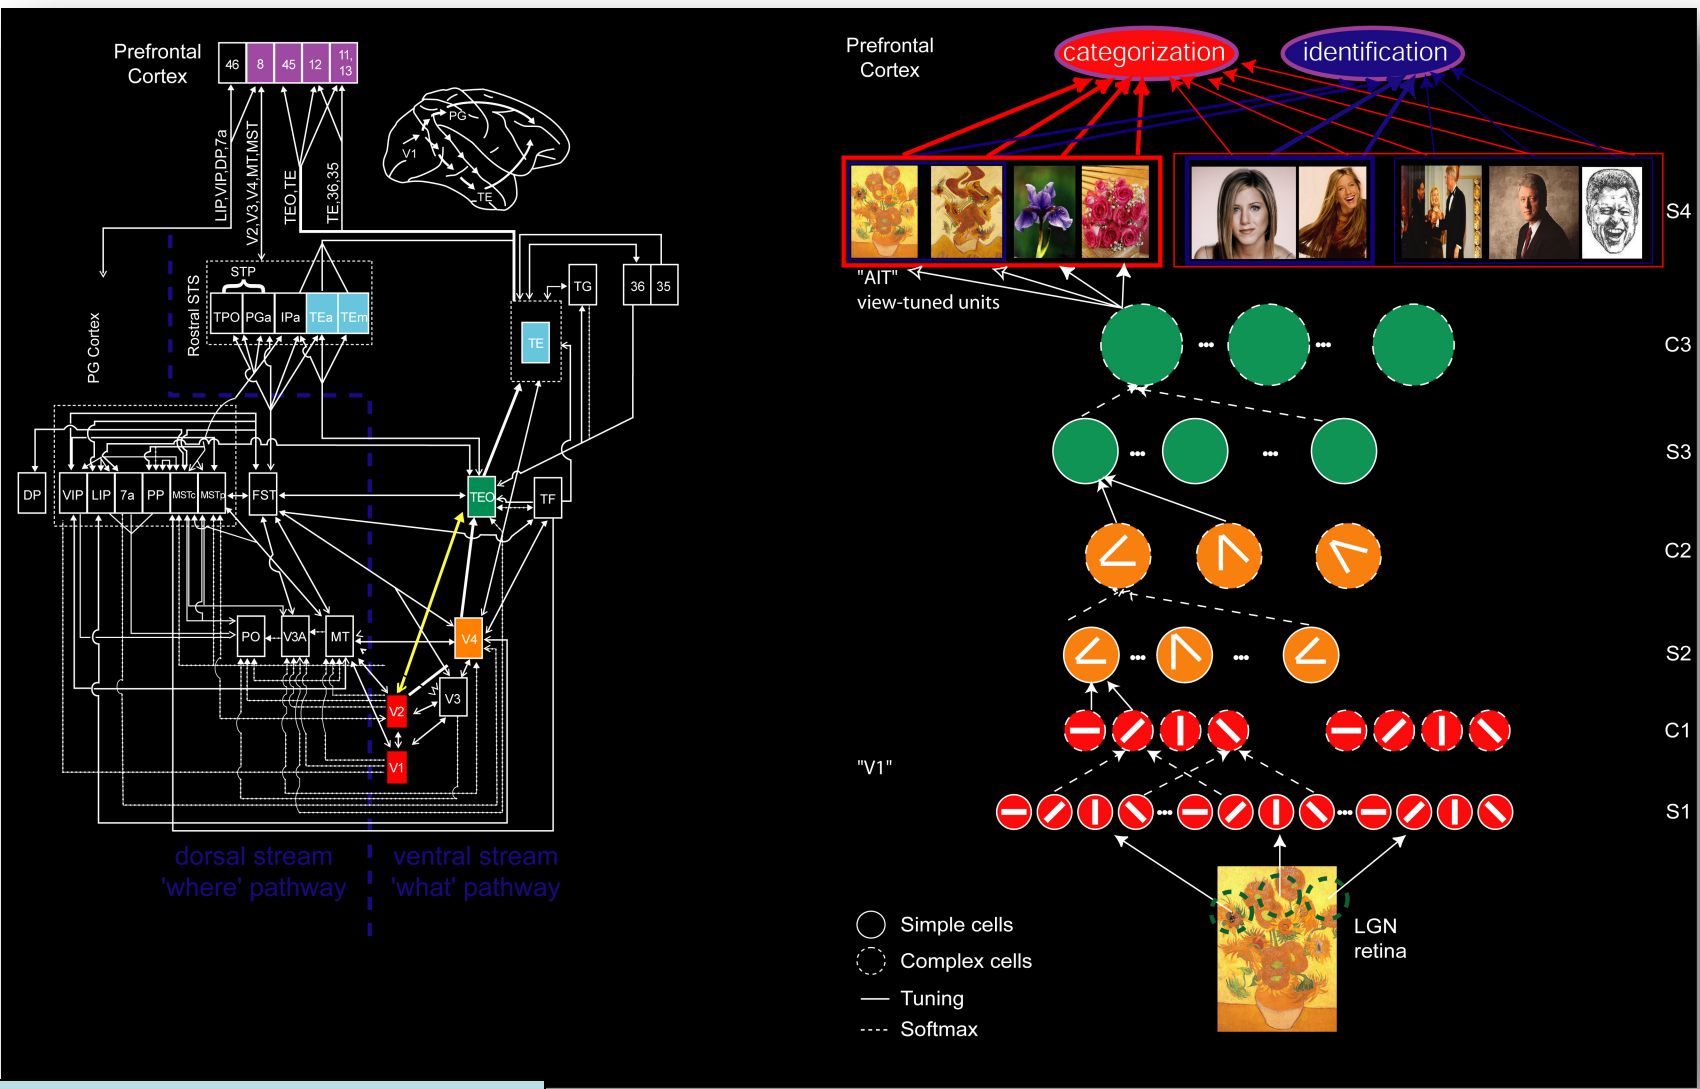 Prefrontal
Cortex
46
8
45
12
11,
13
LIP,VIP,DP,7a
V2,V3,V4,MT,MST
TEO,TE
TE,36,35
PG
V1
TE
STP
Rostral STS
TPO
PGa
IPa
TEa
TEm
TG
36
35
TE
PG Cortex
DP
VIP
LIP
7a
PP
MSTc
MSTp
FST
TEO
TF
PO
V3A
MT
V4
V2
V3
V1
dorsal stream
'where' pathway
ventral stream
'what' pathway
Prefrontal
Cortex
categorization
identification
S4
"AIT"
view-tuned units
C3
S3
C2
S2
C1
"V1"
S1
LGN
retina
Simple cells
Complex cells
Tuning
Softmax